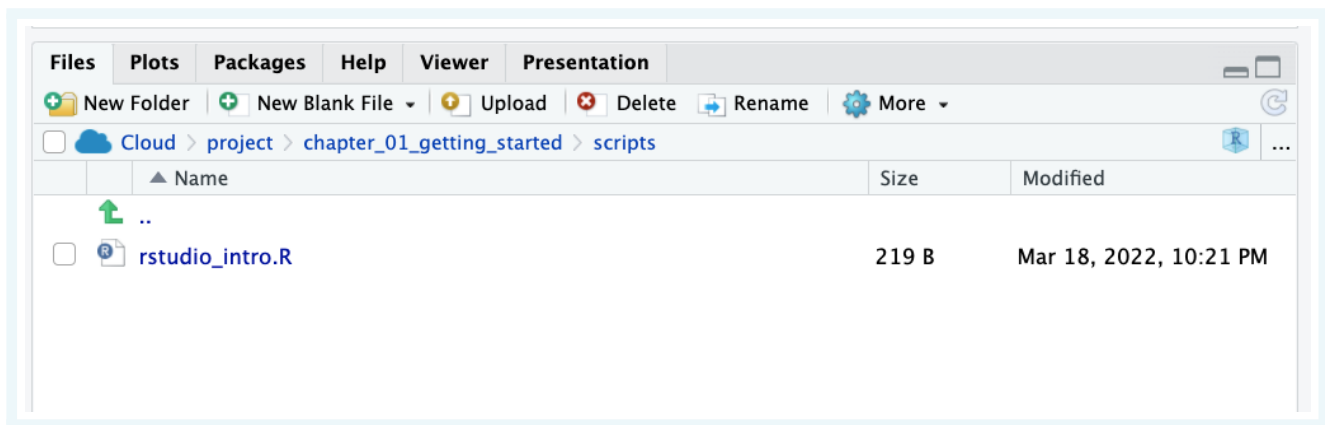 Files Plots Packages Help Viewer Presentation
New Folder New Blank File Upload Delete Rename More
Cloud > project > chapter_01_getting_started > scripts R ...
Name Size Modified
..
R rstudio_intro.R 219 B Mar 18, 2022, 10:21 PM